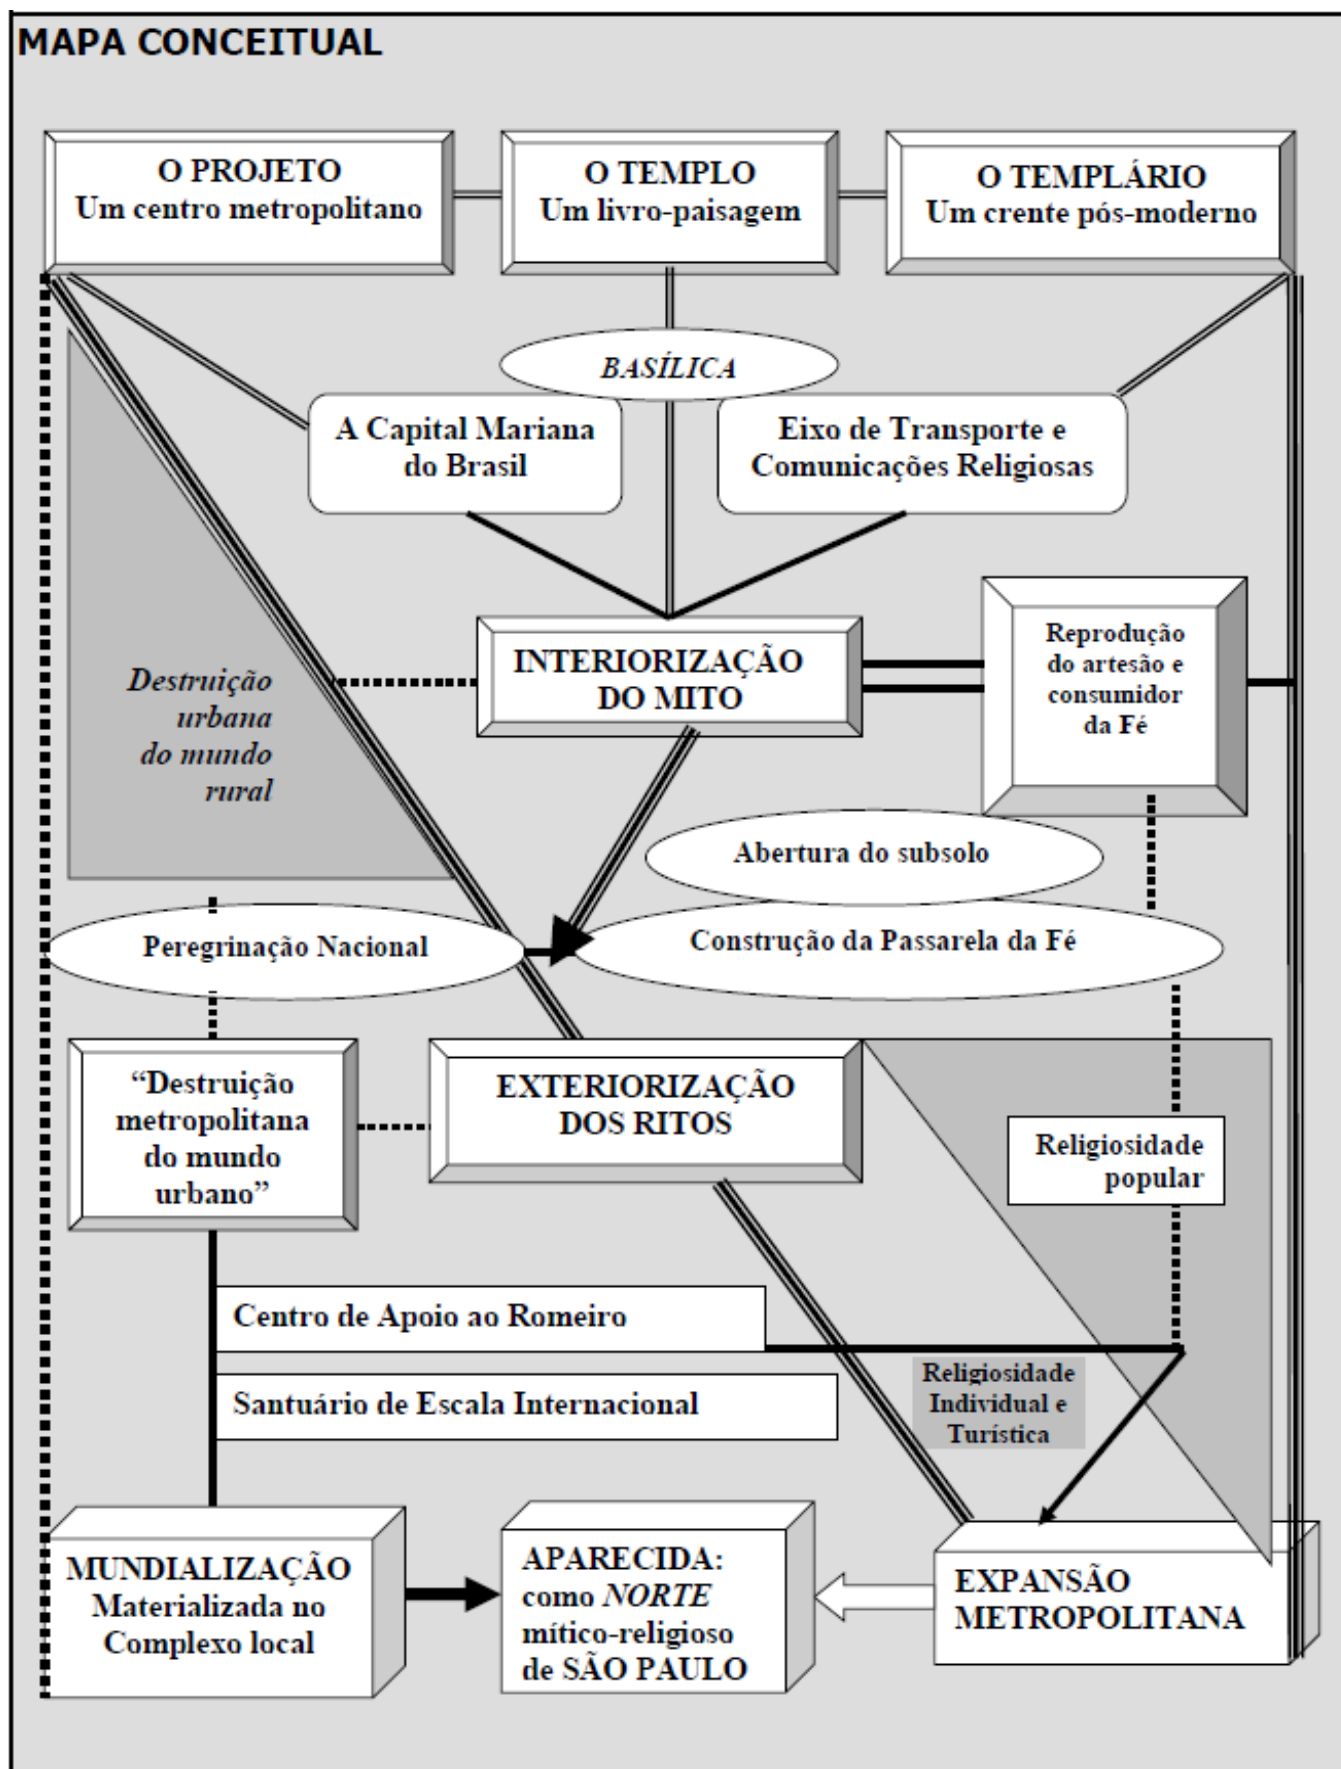 MAPA CONCEITUAL
O PROJETO
Um centro metropolitano
O TEMPLO
Um livro-paisagem
O TEMPLÁRIO
Um crente pós-moderno
BASÍLICA
A Capital Mariana
do Brasil
Eixo de Transporte e
Comunicações Religiosas
Destruição
urbana
do mundo
rural
INTERIORIZAÇÃO
DO MITO
Reprodução
do artesão e
consumidor
da Fé
Abertura do subsolo
Peregrinação Nacional
Construção da Passarela da Fé
“Destruição
metropolitana
do mundo
urbano”
EXTERIORIZAÇÃO
DOS RITOS
Religiosidade
popular
Centro de Apoio ao Romeiro
Santuário de Escala Internacional
Religiosidade
Individual e
Turística
MUNDIALIZAÇÃO
Materializada no
Complexo local
APARECIDA:
como NORTE
mítico-religioso
de SÃO PAULO
EXPANSÃO
METROPOLITANA